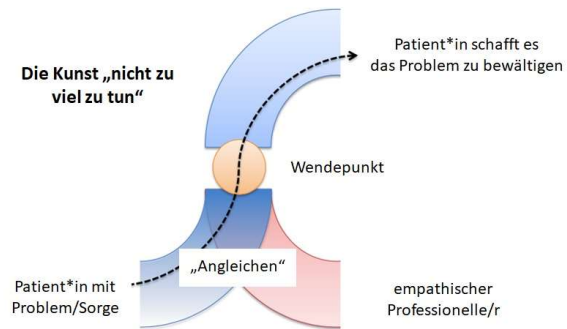 Die Kunst „nicht zu
viel zu tun“
Patient*in schafft es
das Problem zu bewältigen
Wendepunkt
„Angleichen“
Patient*in mit
Problem/Sorge
empathischer
Professionelle/r